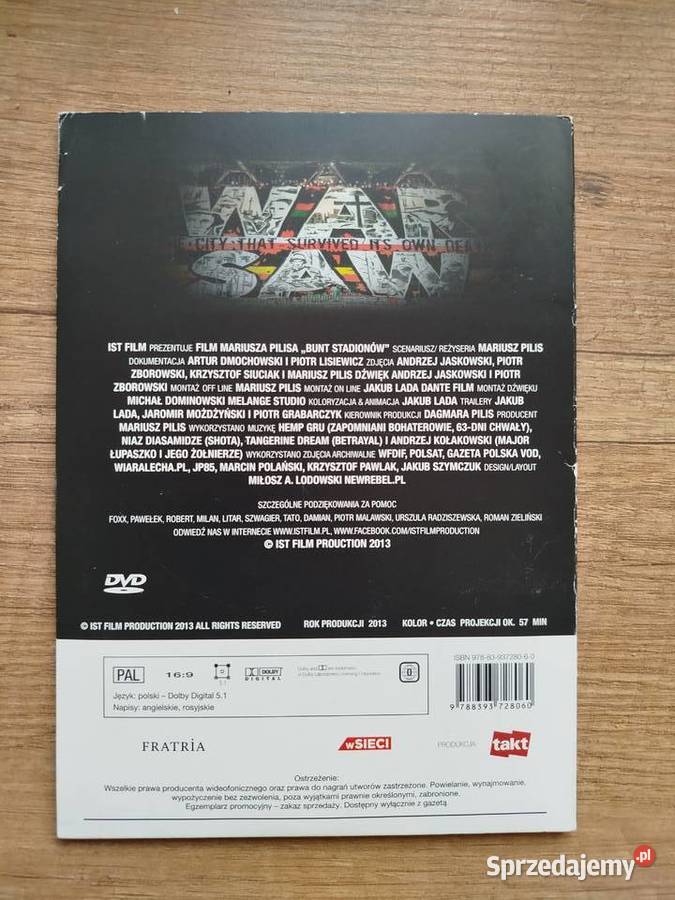 WAR
CITY THAT SURVIVED ITS OWN DEA
SAW
IST FILM PREZENTUJE FILM MARIUSZA PILISA „BUNT STADIONÓW” SCENARIUSZ/ REŻYSERIA MARIUSZ PILIS
DOKUMENTACJA ARTUR DMOCHOWSKI I PIOTR LISIEWICZ ZDJĘCIA ANDRZEJ JASKOWSKI, PIOTR
ZBOROWSKI, KRZYSZTOF SIUCIAK I MARIUSZ PILIS DŹWIĘK ANDRZEJ JASKOWSKI I PIOTR
ZBOROWSKI MONTAŻ OFF LINE MARIUSZ PILIS MONTAŻ ON LINE JAKUB LADA DANTE FILM MONTAŻ DŹWIĘKU
MICHAŁ DOMINOWSKI MELANGE STUDIO KOLORYZACJA & ANIMACJA JAKUB LADA TRAILERY JAKUB
LADA, JAROMIR MOŻDŻYŃSKI I PIOTR GRABARCZYK KIEROWNIK PRODUKCJI DAGMARA PILIS PRODUCENT
MARIUSZ PILIS WYKORZYSTANO MUZYKĘ HEMP GRU (ZAPOMNIANI BOHATEROWIE, 63-DNI CHWAŁY),
NIAZ DIASAMIDZE (SHOTA), TANGERINE DREAM (BETRAYAL) I ANDRZEJ KOŁAKOWSKI (MAJOR
ŁUPASZKO I JEGO ŻOŁNIERZE) WYKORZYSTANO ZDJĘCIA ARCHIWALNE WFDIF, POLSAT, GAZETA POLSKA VOD,
WIARALECHA.PL, JP85, MARCIN POLAŃSKI, KRZYSZTOF PAWLAK, JAKUB SZYMCZUK DESIGN/LAYOUT
MIŁOSZ A. LODOWSKI NEWREBEL.PL
SZCZEGÓLNE PODZIĘKOWANIA ZA POMOC
FOXX, PAWEŁEK, ROBERT, MILAN, LITAR, SZWAGIER, TATO, DAMIAN, PIOTR MALAWSKI, URSZULA RADZISZEWSKA, ROMAN ZIELIŃSKI
ODWIEDŹ NAS W INTERNECIE WWW.ISTFILM.PL, WWW.FACEBOOK.COM/ISTFILMPRODUCTION
© IST FILM PROUCTION 2013
DVD
© IST FILM PRODUCTION 2013 ALL RIGHTS RESERVED ROK PRODUKCJI 2013 KOLOR • CZAS PROJEKCJI OK. 57 MIN
PAL 16:9 5.1 DOLBY DIGITAL 0
Język: polski – Dolby Digital 5.1
Napisy: angielskie, rosyjskie
ISBN 978-83-937280-6-0
9 788393 728060
FRATRIA wSIECI PRODUKCJA takt
Ostrzeżenie:
Wszelkie prawa producenta wideofonicznego oraz prawa do nagrań utworów zastrzeżone. Powielanie, wynajmowanie,
wypożyczenie bez zezwolenia, poza wyjątkami prawnie określonymi, zabronione.
Egzemplarz promocyjny – zakaz sprzedaży. Dostępny wyłącznie z gazetą
Sprzedajemy.pl